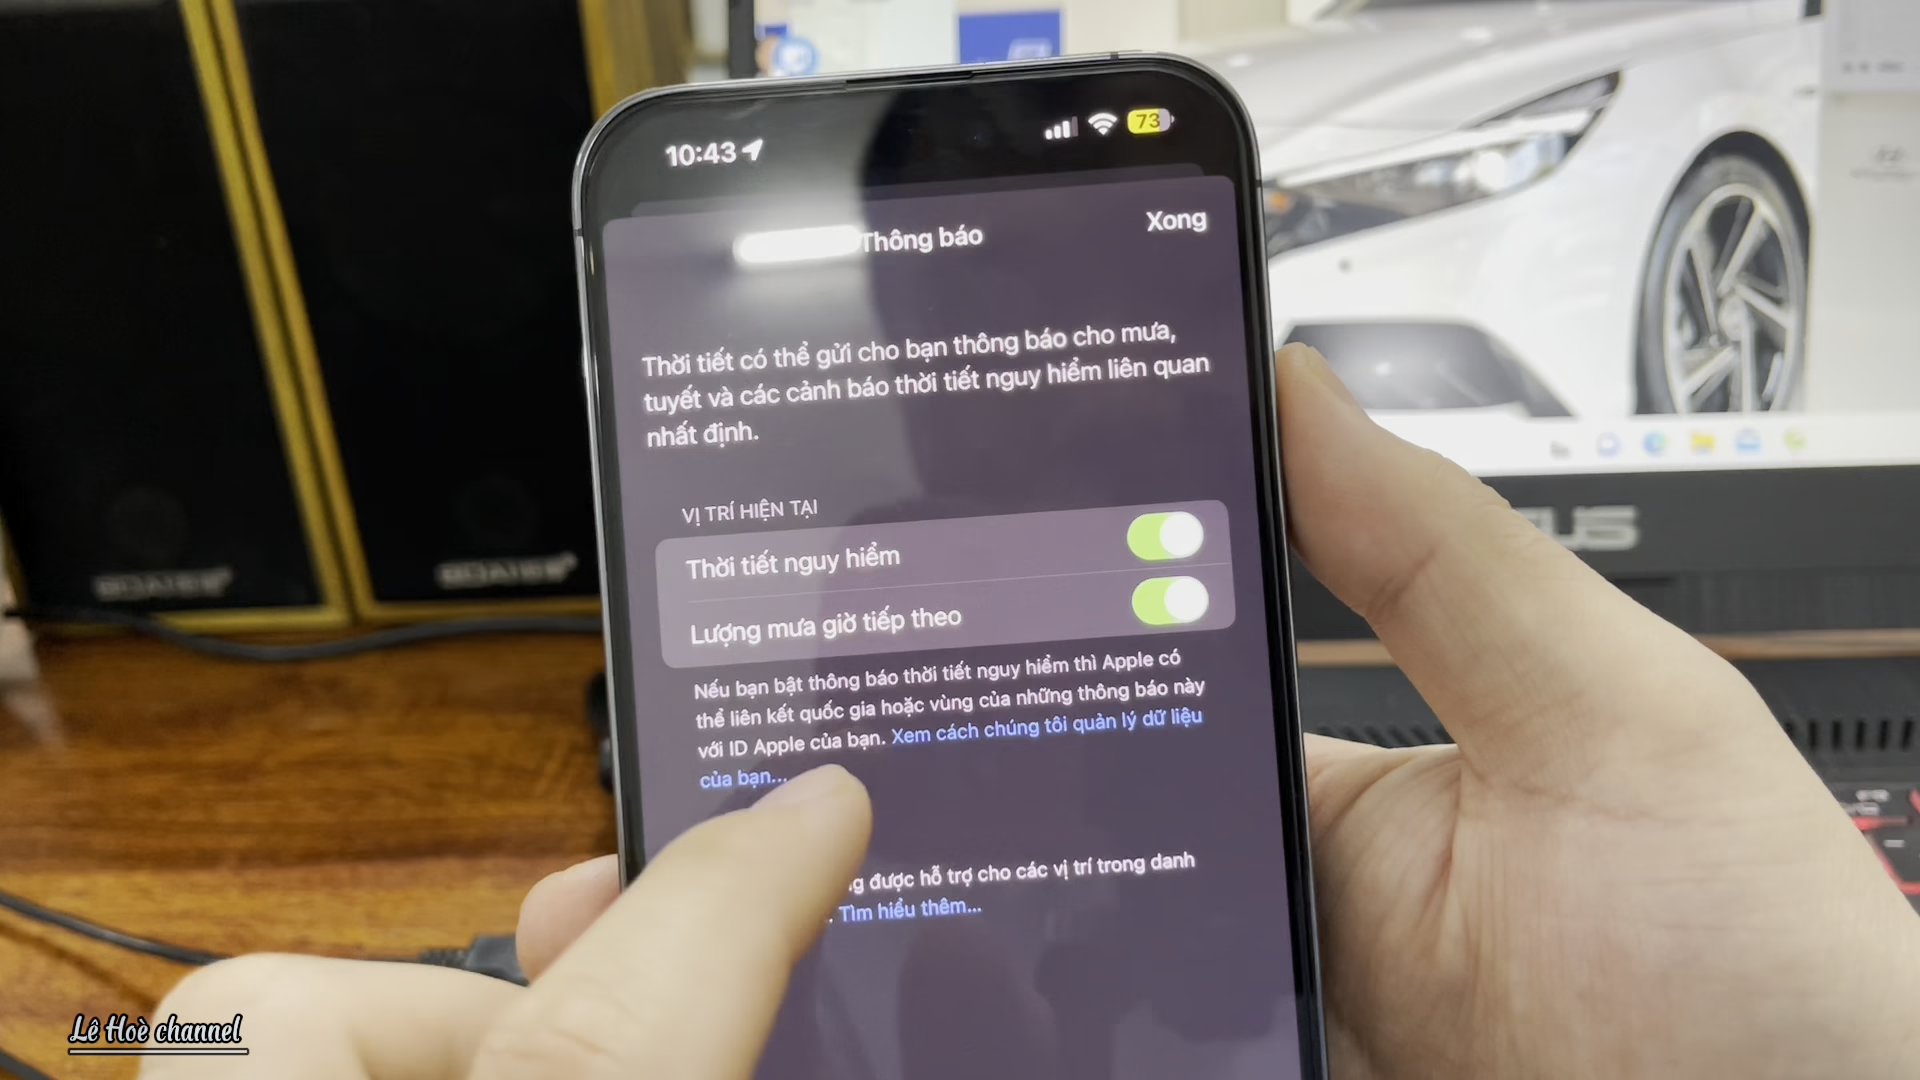 10:43
73
Thông báo
Xong
Thời tiết có thể gửi cho bạn thông báo cho mưa,
tuyết và các cảnh báo thời tiết nguy hiểm liên quan
nhất định.
VỊ TRÍ HIỆN TẠI
Thời tiết nguy hiểm
Lượng mưa giờ tiếp theo
Nếu bạn bật thông báo thời tiết nguy hiểm thì Apple có
thể liên kết quốc gia hoặc vùng của những thông báo này
với ID Apple của bạn. Xem cách chúng tôi quản lý dữ liệu
của bạn...
được hỗ trợ cho các vị trí trong danh
. Tìm hiểu thêm...
Lê Hoè channel